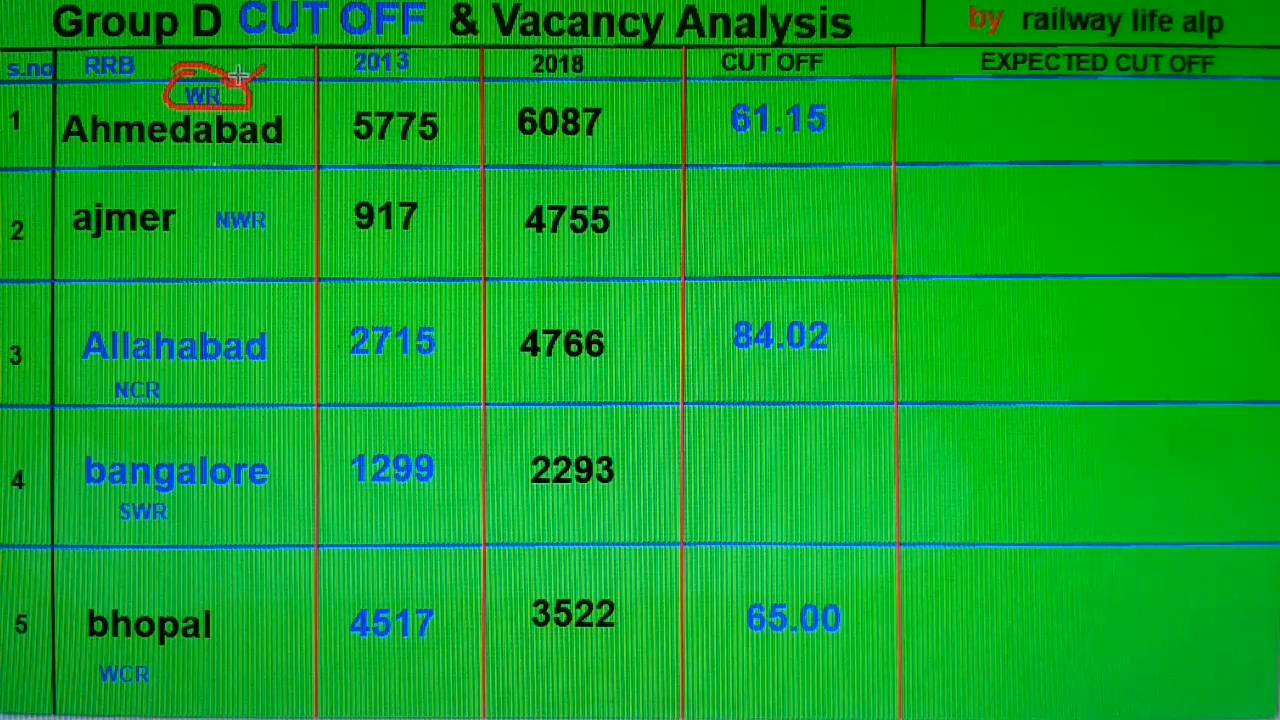 Group D CUT OFF & Vacancy Analysis by railway life alp
s.no RRB 2013 2018 CUT OFF EXPECTED CUT OFF
WR
1 Ahmedabad 5775 6087 61.15
2 ajmer NWR 917 4755
3 Allahabad 2715 4766 84.02
NCR
4 bangalore 1299 2293
SWR
5 bhopal 4517 3522 65.00
WCR